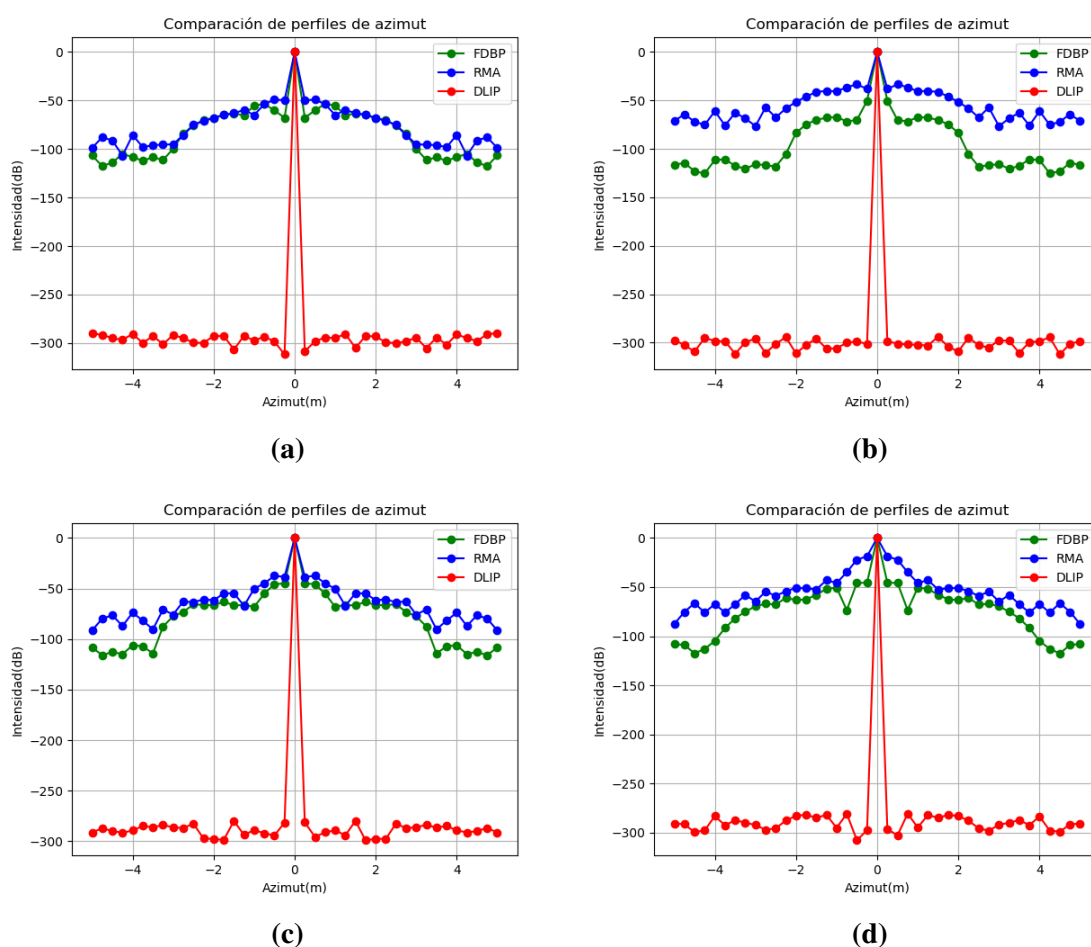 Comparación de perfiles de azimut
0
−50
−100
−150
−200
−250
−300
Intensidad(dB)
FDBP
RMA
DLIP
−4
−2
0
2
4
Azimut(m)
(a)
Comparación de perfiles de azimut
0
−50
−100
−150
−200
−250
−300
Intensidad(dB)
FDBP
RMA
DLIP
−4
−2
0
2
4
Azimut(m)
(b)
Comparación de perfiles de azimut
0
−50
−100
−150
−200
−250
−300
Intensidad(dB)
FDBP
RMA
DLIP
−4
−2
0
2
4
Azimut(m)
(c)
Comparación de perfiles de azimut
0
−50
−100
−150
−200
−250
−300
Intensidad(dB)
FDBP
RMA
DLIP
−4
−2
0
2
4
Azimut(m)
(d)